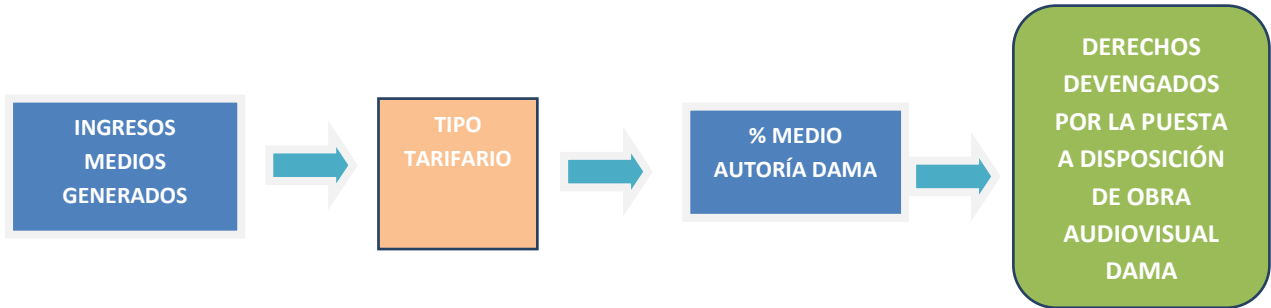 INGRESOS
MEDIOS
GENERADOS
TIPO
TARIFARIO
% MEDIO
AUTORÍA DAMA
DERECHOS
DEVENGADOS
POR LA PUESTA
A DISPOSICIÓN
DE OBRA
AUDIOVISUAL
DAMA